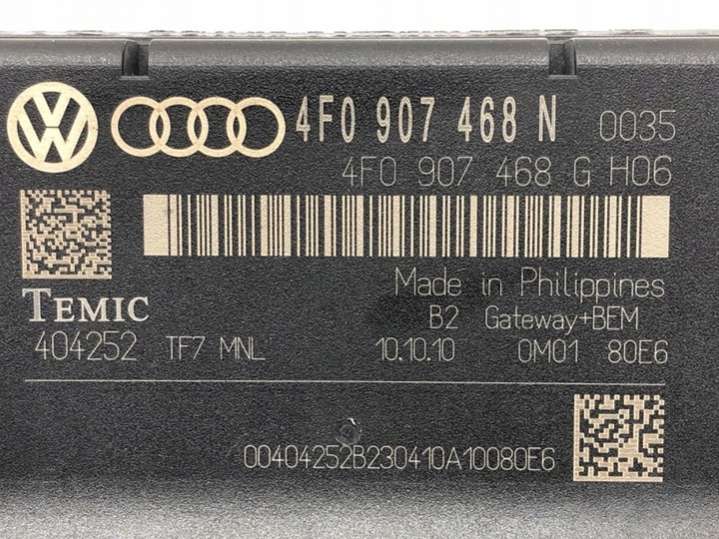 VW 4F0 907 468 N 0035
4F0 907 468 G H06
Made in Philippines
TEMIC
B2 Gateway+BEM
404252 TF7 MNL 10.10.10 0M01 80E6
00404252B230410A10080E6